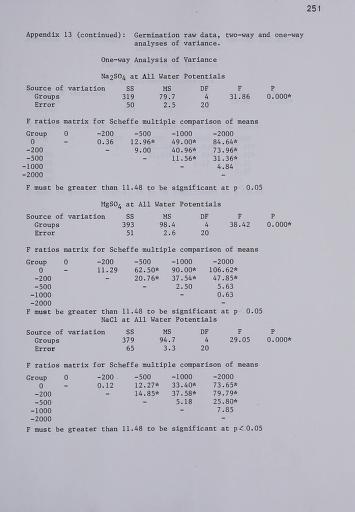 251
Appendix 13 (continued): Germination raw data, two-way and one-way
analyses of variance.
One-way Analysis of Variance
Na2SO4 at All Water Potentials
Source of variation SS MS DF F P
Groups 319 79.7 4 31.86 0.000*
Error 50 2.5 20
F ratios matrix for Scheffe multiple comparison of means
Group 0 -200 -500 -1000 -2000
0 - 0.36 12.96* 49.00* 84.64*
-200 - 9.00 40.96* 73.96*
-500 - 11.56* 31.36*
-1000 - 4.84
-2000 -
F must be greater than 11.48 to be significant at p 0.05
MgSO4 at All Water Potentials
Source of variation SS MS DF F P
Groups 393 98.4 4 38.42 0.000*
Error 51 2.6 20
F ratios matrix for Scheffe multiple comparison of means
Group 0 -200 -500 -1000 -2000
0 - 11.29 62.50* 90.00* 106.62*
-200 - 20.76* 37.54* 47.85*
-500 - 2.50 5.63
-1000 - 0.63
-2000 -
F must be greater than 11.48 to be significant at p 0.05
NaCl at All Water Potentials
Source of variation SS MS DF F P
Groups 379 94.7 4 29.05 0.000*
Error 65 3.3 20
F ratios matrix for Scheffe multiple comparison of means
Group 0 -200 -500 -1000 -2000
0 - 0.12 12.27* 33.40* 73.65*
-200 - 14.85* 37.58* 79.79*
-500 - 5.18 25.80*
-1000 - 7.85
-2000 -
F must be greater than 11.48 to be significant at p< 0.05